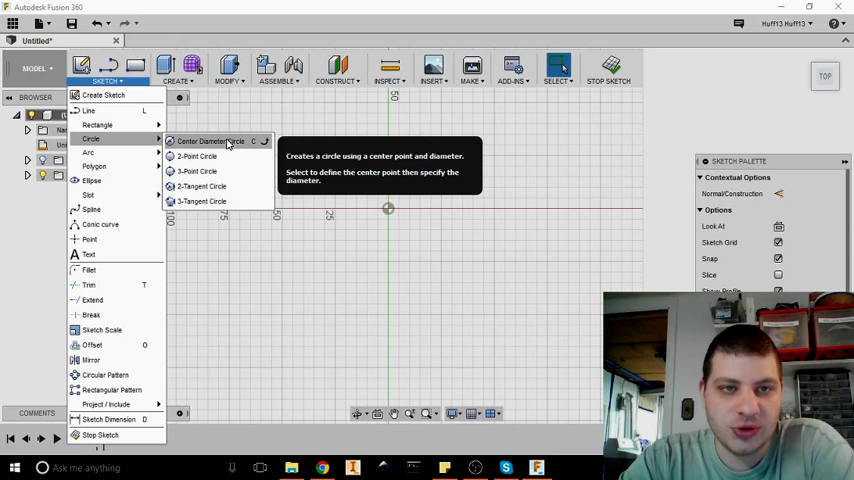 Autodesk Fusion 360
Huff13 Huff13
Untitled*
MODEL
SKETCH
CREATE
MODIFY
ASSEMBLE
CONSTRUCT
INSPECT
INSERT
MAKE
ADD-INS
SELECT
STOP SKETCH
BROWSER
TOP
Create Sketch
Line L
Rectangle
Circle
Arc
Polygon
Ellipse
Slot
Spline
Conic curve
Point
Text
Fillet
Trim T
Extend
Break
Sketch Scale
Offset O
Mirror
Circular Pattern
Rectangular Pattern
Project / Include
Sketch Dimension D
Stop Sketch
Center Diameter Circle C
2-Point Circle
3-Point Circle
2-Tangent Circle
3-Tangent Circle
Creates a circle using a center point and diameter.
Select to define the center point then specify the
diameter.
50
100
75
50
25
SKETCH PALETTE
Contextual Options
Normal/Construction
Options
Look At
Sketch Grid
Snap
Slice
Show Profile
COMMENTS
Ask me anything